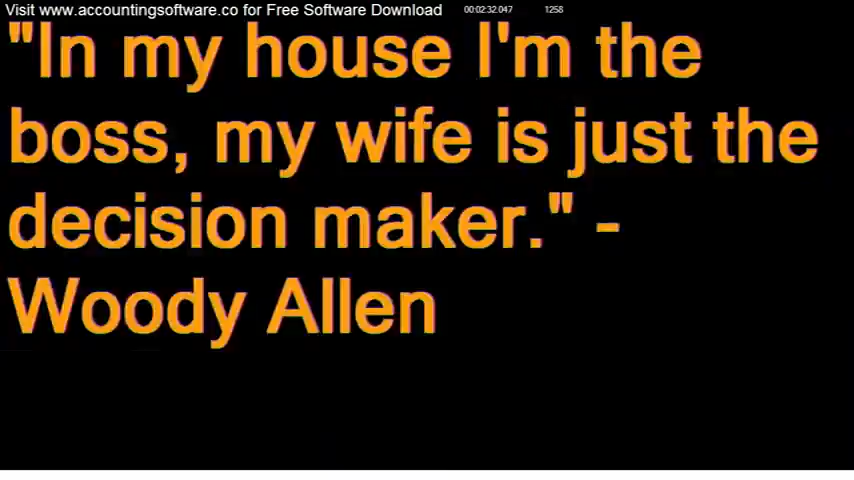 Visit www.accountingsoftware.co for Free Software Download 00:02:32.047 1258
"In my house I'm the
boss, my wife is just the
decision maker." -
Woody Allen